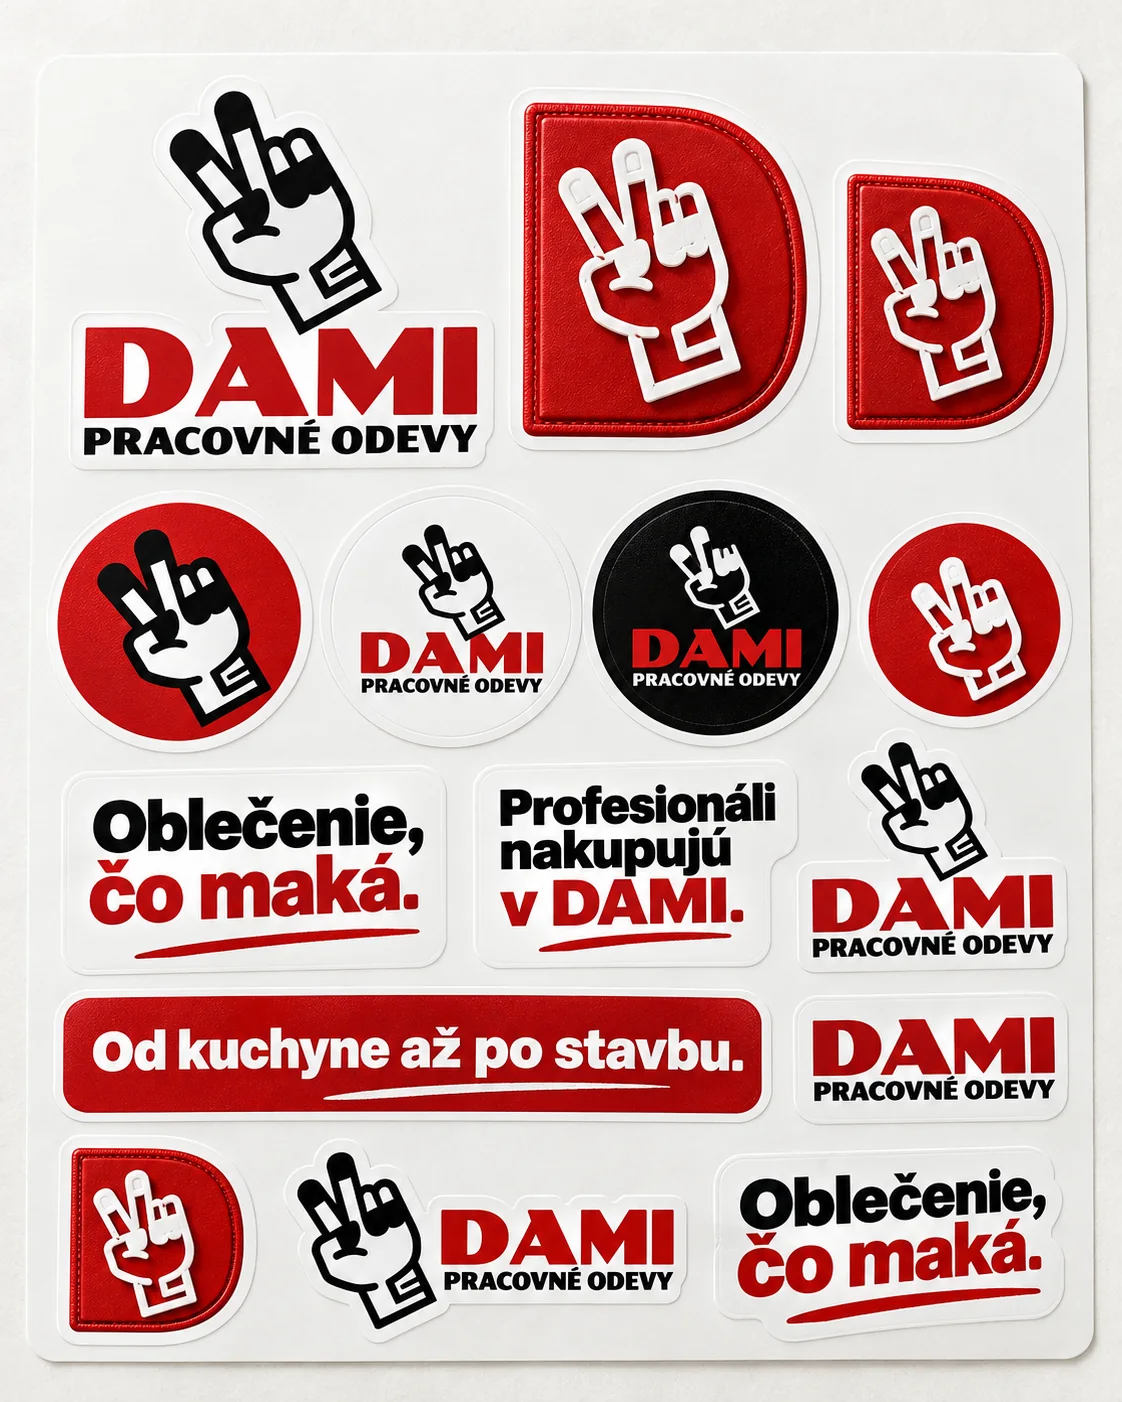 DAMI
PRACOVNÉ ODEVY
DAMI
PRACOVNÉ ODEVY
DAMI
PRACOVNÉ ODEVY
Oblečenie,
čo maká.
Profesionáli
nakupujú
v DAMI.
DAMI
PRACOVNÉ ODEVY
Od kuchyne až po stavbu.
DAMI
PRACOVNÉ ODEVY
DAMI
PRACOVNÉ ODEVY
Oblečenie,
čo maká.